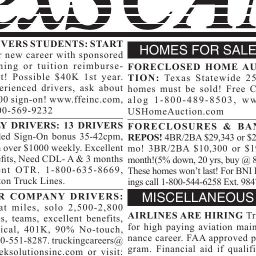 TEXSCAN
VERS STUDENTS: START
r new career with sponsored
ning or tuition reimburse-
t! Possible $40K 1st year.
erienced drivers, ask about
00 sign-on! www.ffeinc.com,
00-569-9232
Y DRIVERS: 13 DRIVERS
ded Sign-On bonus 35-42cpm,
over $1000 weekly. Excellent
fits, Need CDL- A & 3 months
nt OTR. 1-800-635-8669,
ton Truck Lines.
R COMPANY DRIVERS:
at miles, solo 2,500-2,800
s, teams, excellent benefits,
ical, 401K, 90% No-touch,
0-551-8287. truckingcareers@
eksolutionsinc.com or visit:
HOMES FOR SALE
FORECLOSED HOME AU
TION: Texas Statewide 25
homes must be sold! Free C
alog 1-800-489-8503, ww
USHomeAuction.com
FORECLOSURES & BAN
REPOS! 4BR/2BA $29,343 or $2
mo! 3BR/2BA $10,300 or $19
month!(5% down, 20 yrs, buy @ 8
These homes won't last! For BNI l
ings call 1-800-544-6258 Ext. 984
MISCELLANEOUS
AIRLINES ARE HIRING Tr
for high paying aviation main
nance career. FAA approved p
gram. Financial aid if qualifi